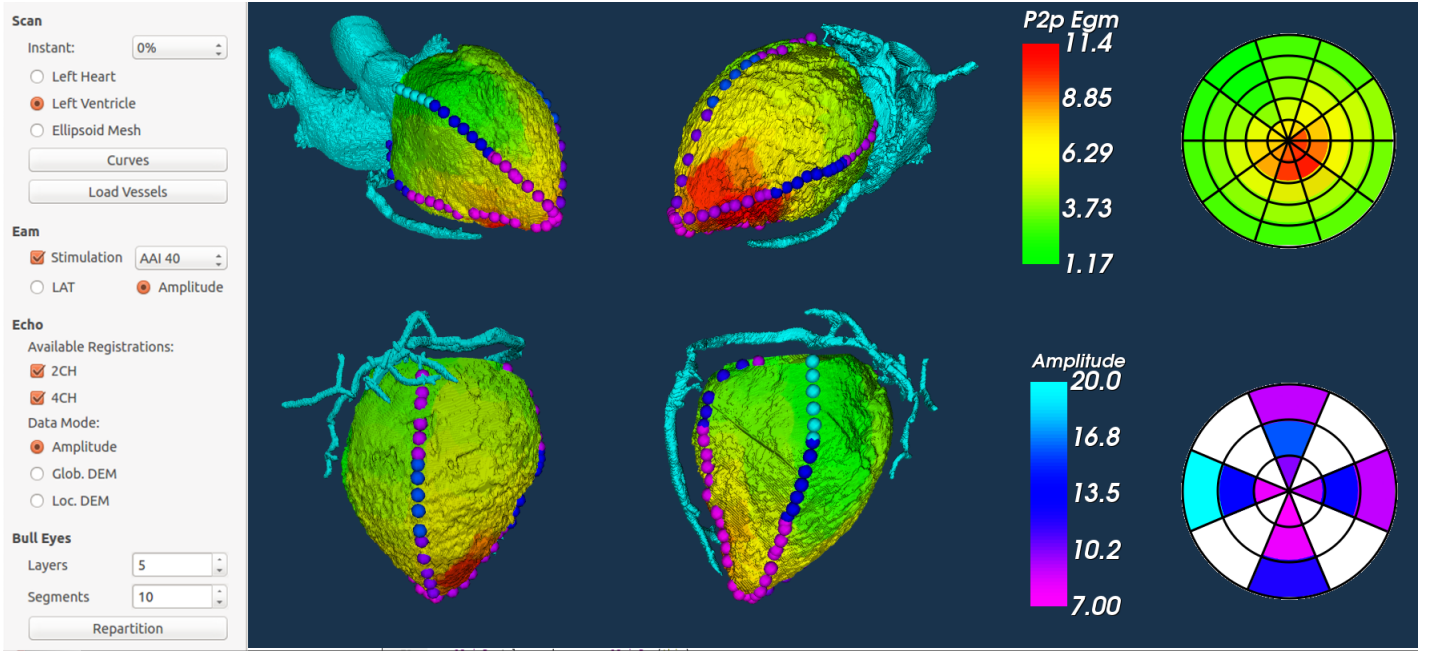 Scan
Instant: 0%
Left Heart
Left Ventricle
Ellipsoid Mesh
Curves
Load Vessels
Eam
Stimulation AAI 40
LAT Amplitude
Echo
Available Registrations:
2CH
4CH
Data Mode:
Amplitude
Glob. DEM
Loc. DEM
Bull Eyes
Layers 5
Segments 10
Repartition
P2p Egm
11.4
8.85
6.29
3.73
1.17
Amplitude
20.0
16.8
13.5
10.2
7.00